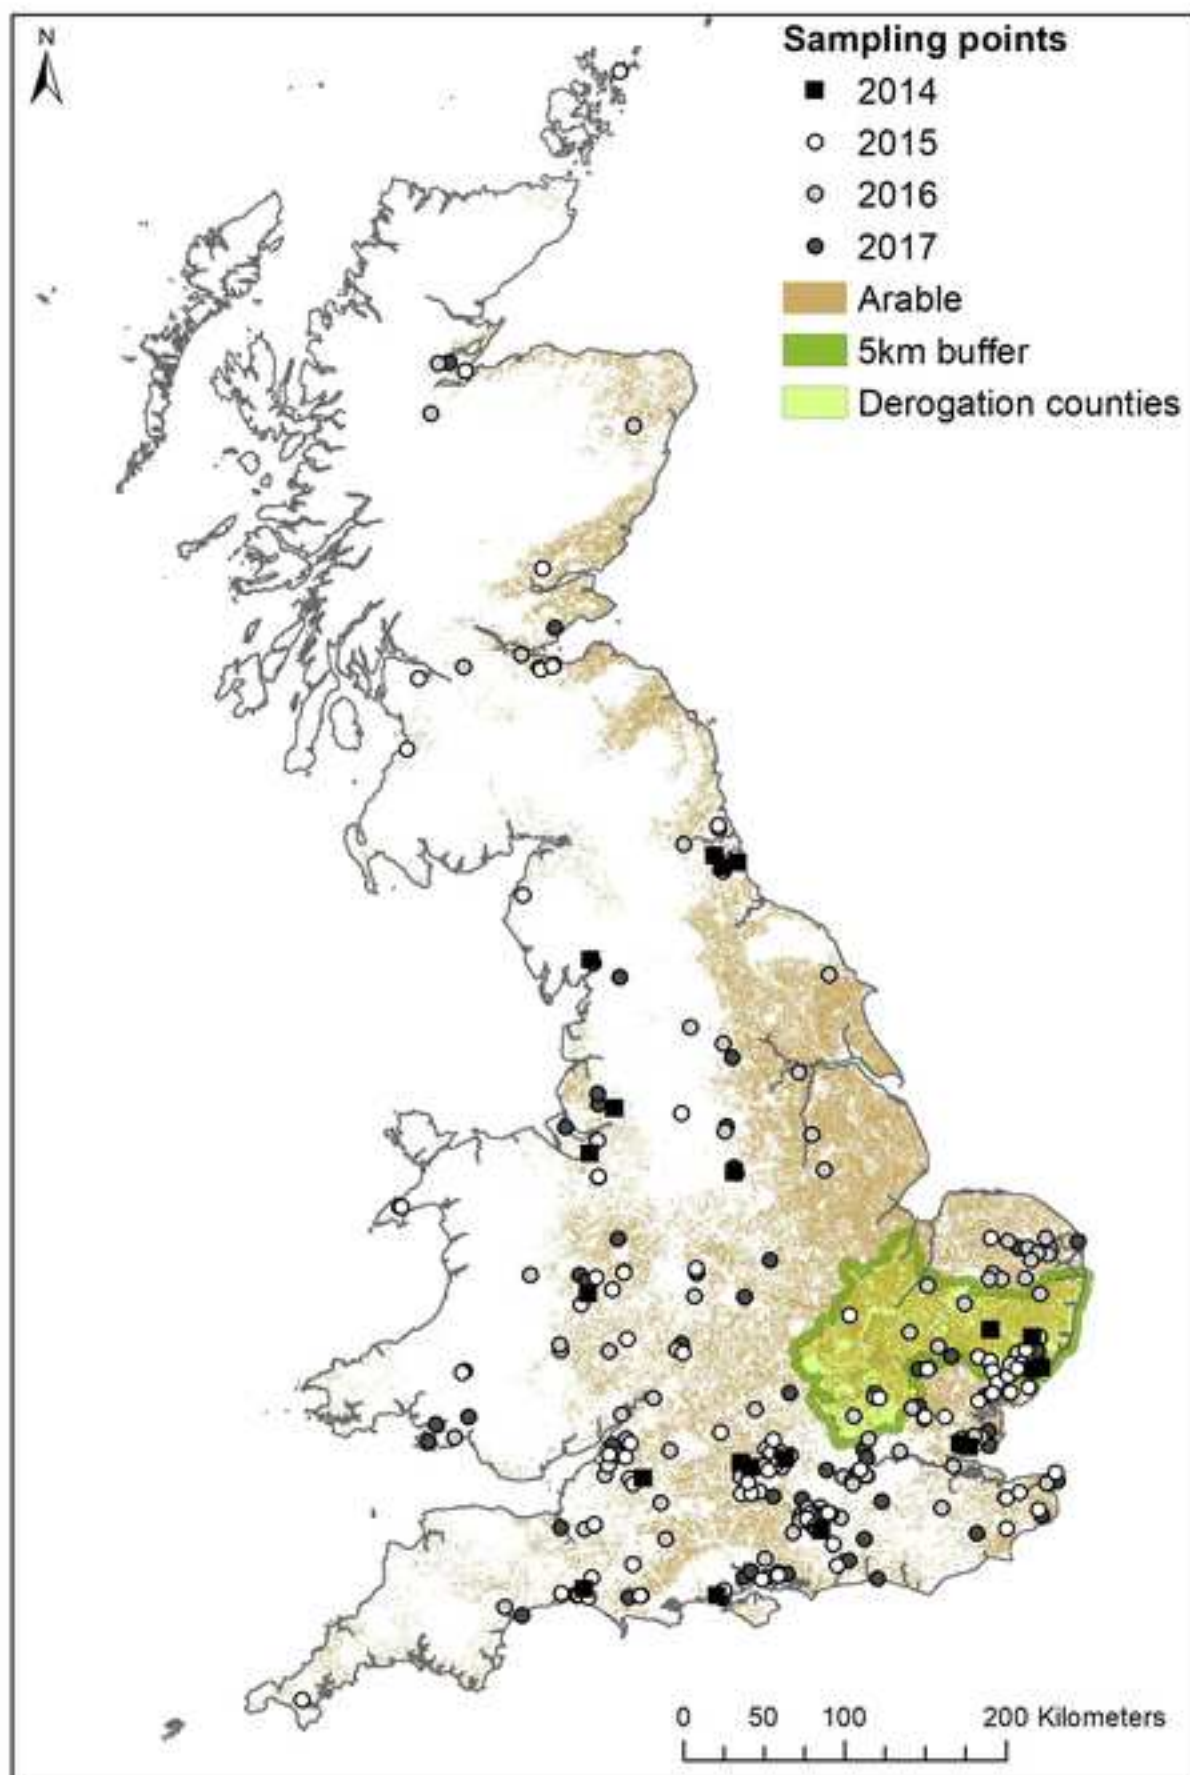 N
Sampling points
2014
2015
2016
2017
Arable
5km buffer
Derogation counties
0 50 100 200 Kilometers